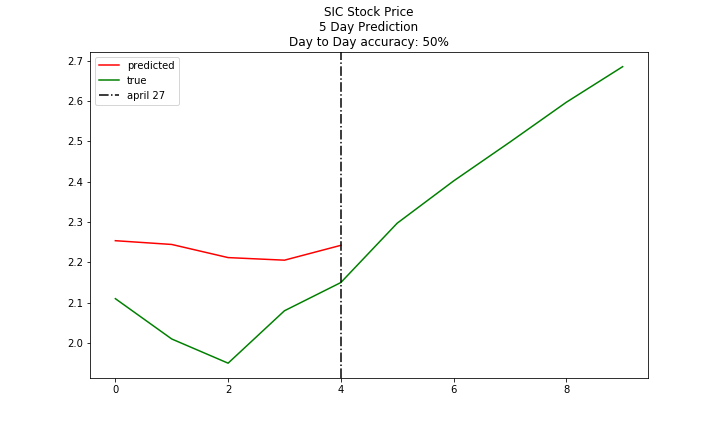 SIC Stock Price
5 Day Prediction
Day to Day accuracy: 50%
predicted
true
april 27
2.7
2.6
2.5
2.4
2.3
2.2
2.1
2.0
0 2 4 6 8